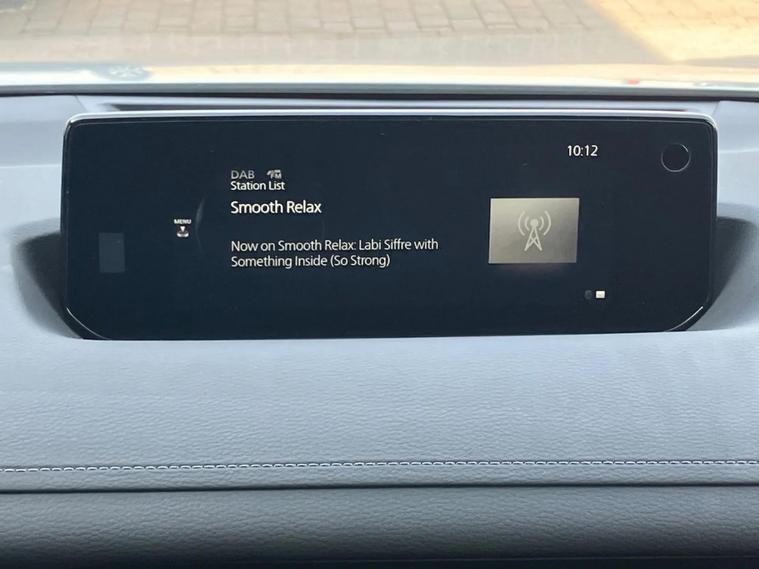 10:12
DAB FM
Station List
Smooth Relax
MENU
Now on Smooth Relax: Labi Siffre with
Something Inside (So Strong)